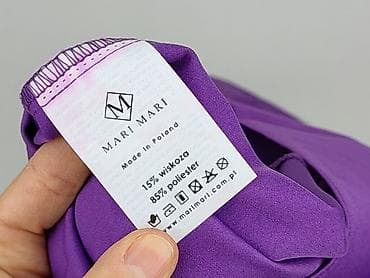 M
MARI MARI
Made in Poland
15% wiskoza
85% poliester
www.marimari.com.pl